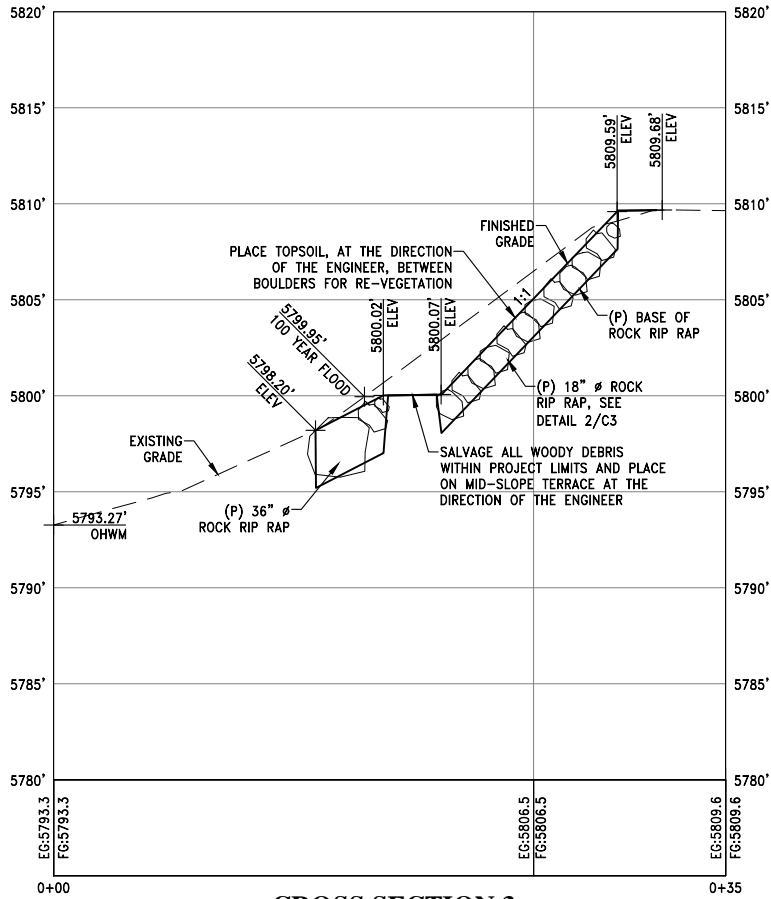 5820'
5820'
5815'
5815'
5809.59'
ELEV
5809.68'
ELEV
5810'
5810'
FINISHED
GRADE
PLACE TOPSOIL, AT THE DIRECTION
OF THE ENGINEER, BETWEEN
BOULDERS FOR RE-VEGETATION
1:1
5805'
5805'
5799.95'
100 YEAR FLOOD
5800.02'
ELEV
5800.07'
ELEV
(P) BASE OF
ROCK RIP RAP
5798.20'
ELEV
5800'
5800'
(P) 18" ø ROCK
RIP RAP, SEE
DETAIL 2/C3
EXISTING
GRADE
SALVAGE ALL WOODY DEBRIS
WITHIN PROJECT LIMITS AND PLACE
ON MID-SLOPE TERRACE AT THE
DIRECTION OF THE ENGINEER
5795'
5795'
(P) 36" ø
ROCK RIP RAP
5793.27'
OHWM
5790'
5790'
5785'
5785'
5780'
5780'
EG:5793.3
FG:5793.3
EG:5806.5
FG:5806.5
EG:5809.6
FG:5809.6
0+00
0+35
CROSS SECTION 3